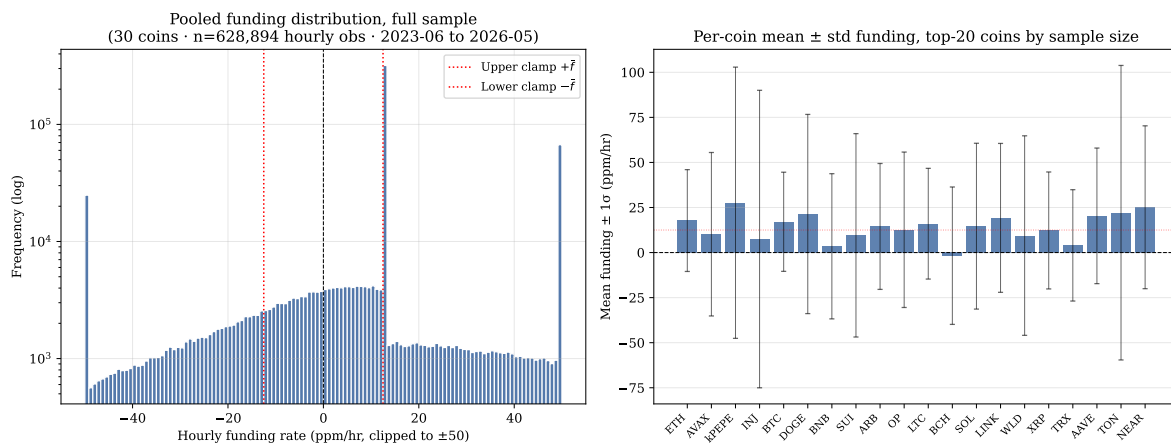 Pooled funding distribution, full sample
(30 coins · n=628,894 hourly obs · 2023-06 to 2026-05)
Upper clamp +f̄
Lower clamp −f̄
Frequency (log)
10⁵
10⁴
10³
−40 −20 0 20 40
Hourly funding rate (ppm/hr, clipped to ±50)
Per-coin mean ± std funding, top-20 coins by sample size
Mean funding ± 1σ (ppm/hr)
100
75
50
25
0
−25
−50
−75
ETH AVAX kPEPE INJ BTC DOGE BNB SUI ARB OP LTC BCH SOL LINK WLD XRP TRX AAVE TON NEAR